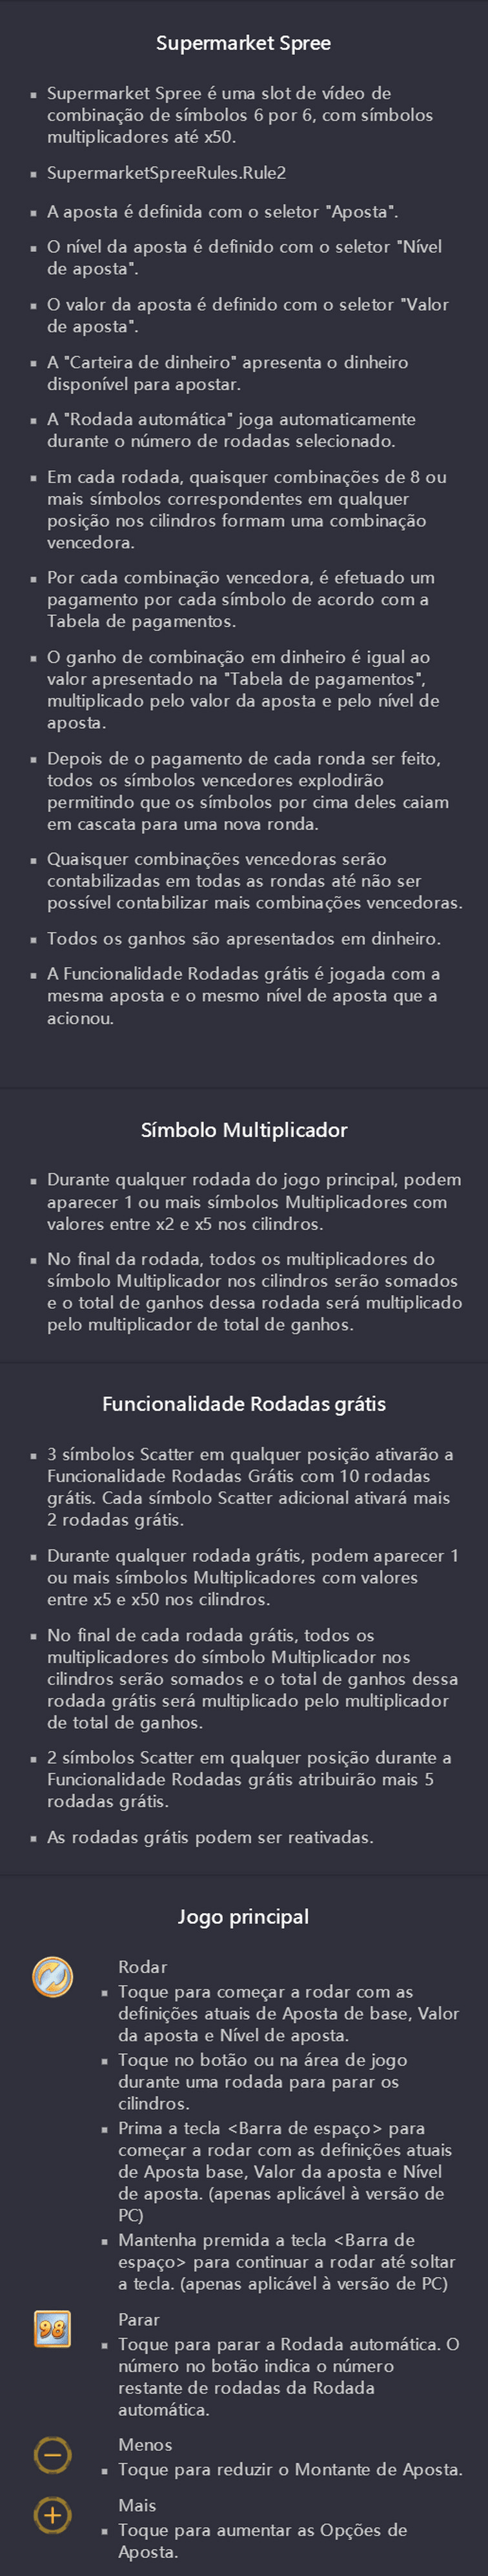 Supermarket Spree
Supermarket Spree é uma slot de vídeo de
combinação de símbolos 6 por 6, com símbolos
multiplicadores até x50.
SupermarketSpreeRules.Rule2
A aposta é definida com o seletor "Aposta".
O nível da aposta é definido com o seletor "Nível
de aposta".
O valor da aposta é definido com o seletor "Valor
de aposta".
A "Carteira de dinheiro" apresenta o dinheiro
disponível para apostar.
A "Rodada automática" joga automaticamente
durante o número de rodadas selecionado.
Em cada rodada, quaisquer combinações de 8 ou
mais símbolos correspondentes em qualquer
posição nos cilindros formam uma combinação
vencedora.
Por cada combinação vencedora, é efetuado um
pagamento por cada símbolo de acordo com a
Tabela de pagamentos.
O ganho de combinação em dinheiro é igual ao
valor apresentado na "Tabela de pagamentos",
multiplicado pelo valor da aposta e pelo nível de
aposta.
Depois de o pagamento de cada ronda ser feito,
todos os símbolos vencedores explodirão
permitindo que os símbolos por cima deles caiam
em cascata para uma nova ronda.
Quaisquer combinações vencedoras serão
contabilizadas em todas as rondas até não ser
possível contabilizar mais combinações vencedoras.
Todos os ganhos são apresentados em dinheiro.
A Funcionalidade Rodadas grátis é jogada com a
mesma aposta e o mesmo nível de aposta que a
acionou.
Símbolo Multiplicador
Durante qualquer rodada do jogo principal, podem
aparecer 1 ou mais símbolos Multiplicadores com
valores entre x2 e x5 nos cilindros.
No final da rodada, todos os multiplicadores do
símbolo Multiplicador nos cilindros serão somados
e o total de ganhos dessa rodada será multiplicado
pelo multiplicador de total de ganhos.
Funcionalidade Rodadas grátis
3 símbolos Scatter em qualquer posição ativarão a
Funcionalidade Rodadas Grátis com 10 rodadas
grátis. Cada símbolo Scatter adicional ativará mais
2 rodadas grátis.
Durante qualquer rodada grátis, podem aparecer 1
ou mais símbolos Multiplicadores com valores
entre x5 e x50 nos cilindros.
No final de cada rodada grátis, todos os
multiplicadores do símbolo Multiplicador nos
cilindros serão somados e o total de ganhos dessa
rodada grátis será multiplicado pelo multiplicador
de total de ganhos.
2 símbolos Scatter em qualquer posição durante a
Funcionalidade Rodadas grátis atribuirão mais 5
rodadas grátis.
As rodadas grátis podem ser reativadas.
Jogo principal
Rodar
Toque para começar a rodar com as
definições atuais de Aposta de base, Valor
da aposta e Nível de aposta.
Toque no botão ou na área de jogo
durante uma rodada para parar os
cilindros.
Prima a tecla <Barra de espaço> para
começar a rodar com as definições atuais
de Aposta base, Valor da aposta e Nível
de aposta. (apenas aplicável à versão de
PC)
Mantenha premida a tecla <Barra de
espaço> para continuar a rodar até soltar
a tecla. (apenas aplicável à versão de PC)
98
Parar
Toque para parar a Rodada automática. O
número no botão indica o número
restante de rodadas da Rodada
automática.
Menos
Toque para reduzir o Montante de Aposta.
Mais
Toque para aumentar as Opções de
Aposta.